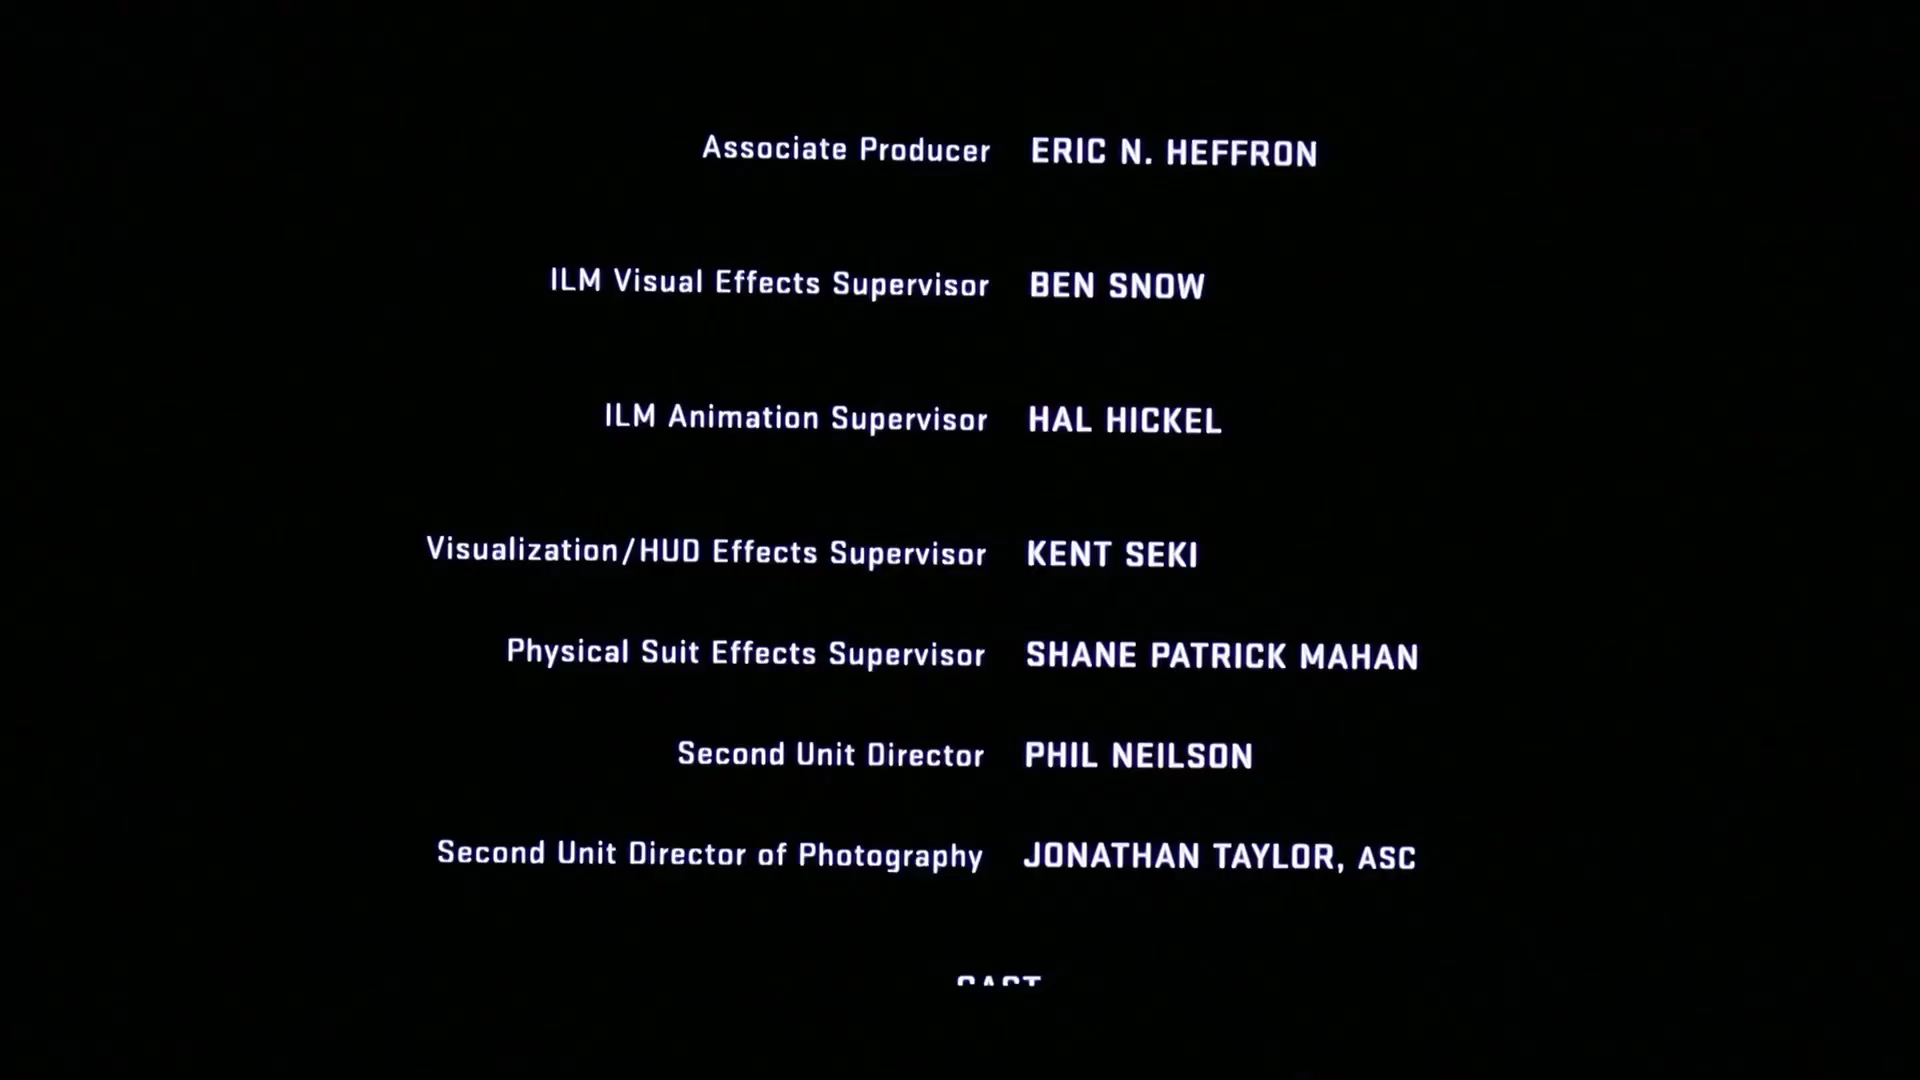 Associate Producer ERIC N. HEFFRON
ILM Visual Effects Supervisor BEN SNOW
ILM Animation Supervisor HAL HICKEL
Visualization/HUD Effects Supervisor KENT SEKI
Physical Suit Effects Supervisor SHANE PATRICK MAHAN
Second Unit Director PHIL NEILSON
Second Unit Director of Photography JONATHAN TAYLOR, ASC
CAST